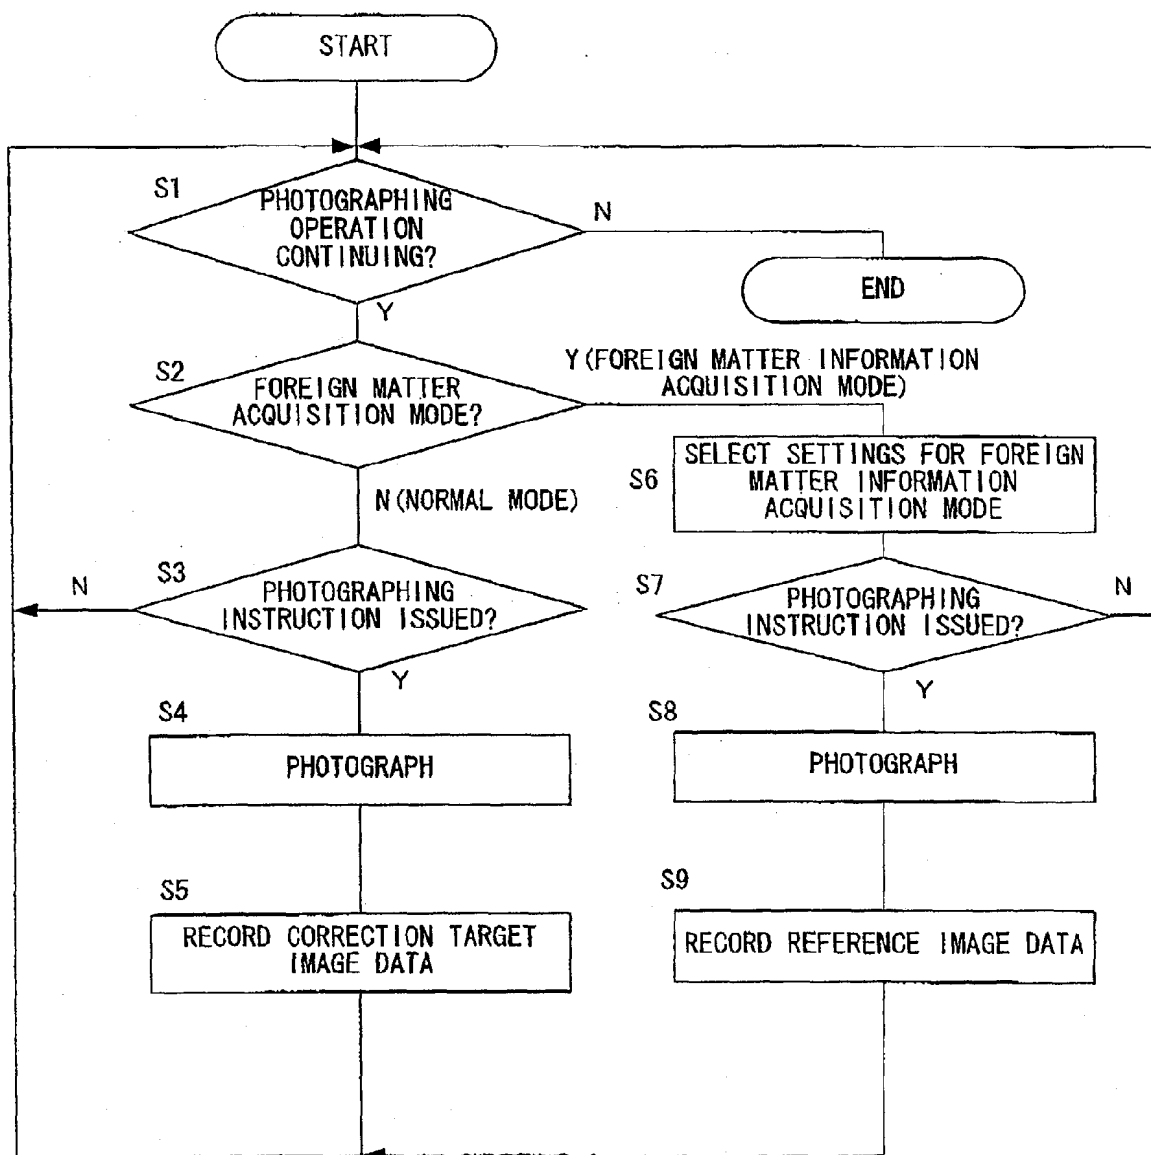 START
S1
PHOTOGRAPHING
OPERATION
CONTINUING?
N
END
Y
S2
FOREIGN MATTER
ACQUISITION MODE?
Y(FOREIGN MATTER INFORMATION
ACQUISITION MODE)
S6
SELECT SETTINGS FOR FOREIGN
MATTER INFORMATION
ACQUISITION MODE
N(NORMAL MODE)
S3
N
PHOTOGRAPHING
INSTRUCTION ISSUED?
S7
PHOTOGRAPHING
INSTRUCTION ISSUED?
N
Y
Y
S4
PHOTOGRAPH
S8
PHOTOGRAPH
S5
RECORD CORRECTION TARGET
IMAGE DATA
S9
RECORD REFERENCE IMAGE DATA